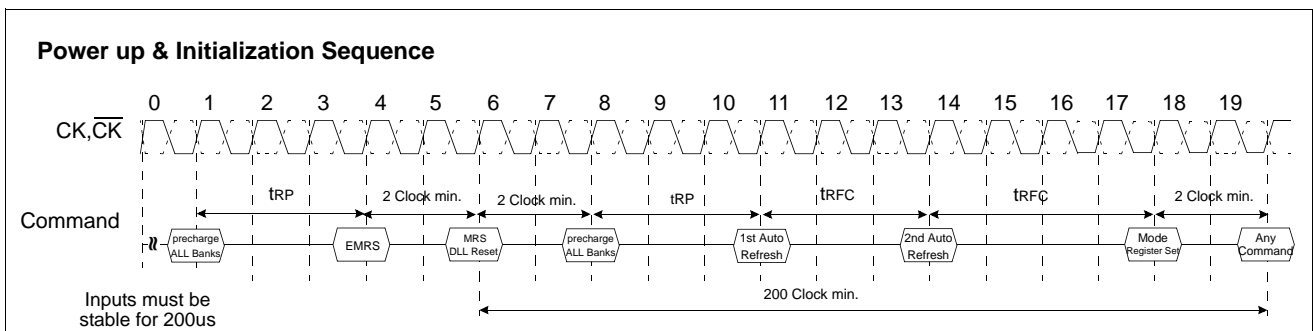 Power up & Initialization Sequence
0 1 2 3 4 5 6 7 8 9 10 11 12 13 14 15 16 17 18 19
CK,CK
tRP 2 Clock min. 2 Clock min. tRP tRFC tRFC 2 Clock min.
Command
precharge
ALL Banks
EMRS
MRS
DLL Reset
precharge
ALL Banks
1st Auto
Refresh
2nd Auto
Refresh
Mode
Register Set
Any
Command
200 Clock min.
Inputs must be
stable for 200us